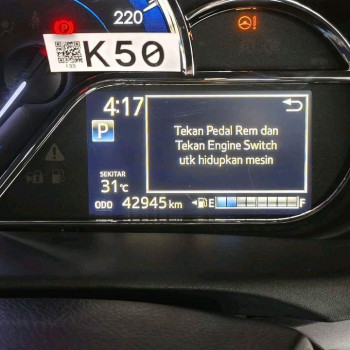 220
K50
4:17
P
Tekan Pedal Rem dan
Tekan Engine Switch
utk hidupkan mesin
SEKITAR
31°C
ODO 42945 km
E F